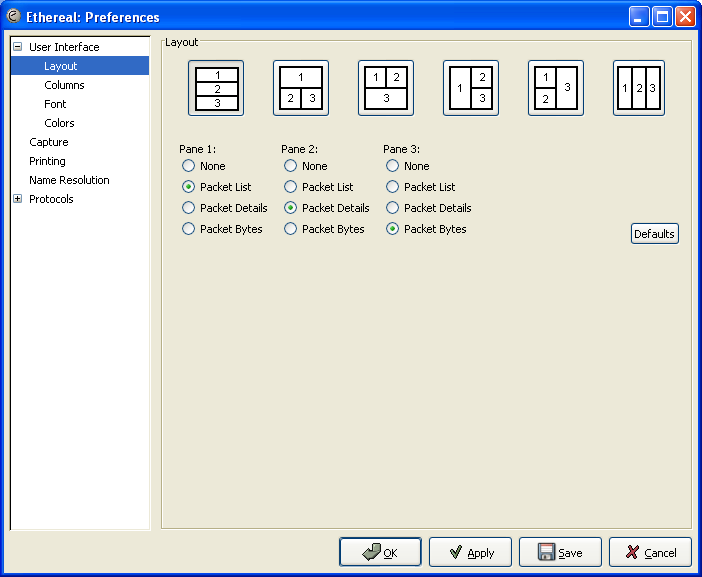 Ethereal: Preferences
User Interface
Layout
Columns
Font
Colors
Capture
Printing
Name Resolution
Protocols
Layout
1 2 3
1 2 3
1 2 3
1 2 3
1 2 3
1 2 3
Pane 1:
None
Packet List
Packet Details
Packet Bytes
Pane 2:
None
Packet List
Packet Details
Packet Bytes
Pane 3:
None
Packet List
Packet Details
Packet Bytes
Defaults
OK
Apply
Save
Cancel